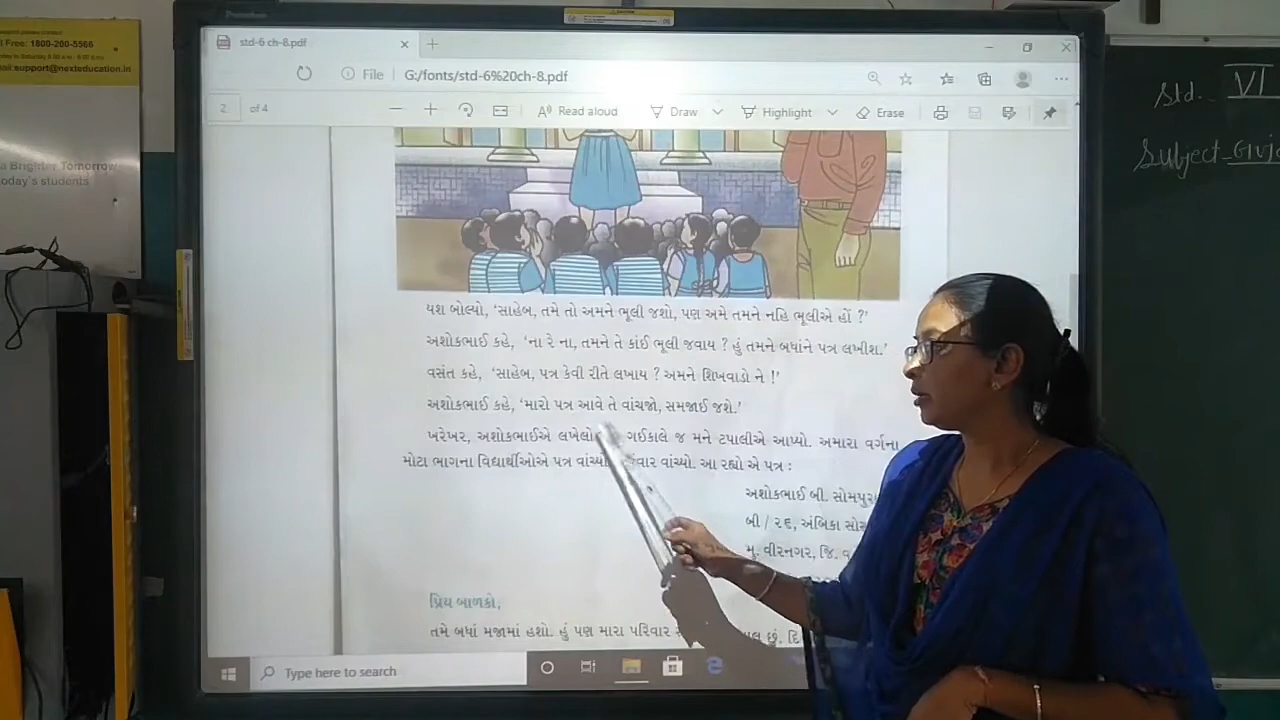 Free: 1800-200-5566
support@nexteducation.in
a Brighter Tomorrow
today's students
std-6 ch-8.pdf
File G:/fonts/std-6%20ch-8.pdf
2 of 4 Read aloud Draw Highlight Erase
Std. VI
Subject
યશ બોલ્યો, 'સાહેબ, તમે તો અમને ભૂલી જશો, પણ અમે તમને નહિ ભૂલીએ હોં ?'
અશોકભાઈ કહે, 'ના રે ના, તમને તે કાંઈ ભૂલી જવાય ? હું તમને બધાંને પત્ર લખીશ.'
વસંત કહે, 'સાહેબ, પત્ર કેવી રીતે લખાય ? અમને શિખવાડો ને !'
અશોકભાઈ કહે, 'મારો પત્ર આવે તે વાંચજો, સમજાઈ જશે.'
ખરેખર, અશોકભાઈએ લખેલો ગઈકાલે જ મને ટપાલીએ આપ્યો. અમારા વર્ગના
મોટા ભાગના વિદ્યાર્થીઓએ પત્ર વાંચ્યો વાર વાંચ્યો. આ રહ્યો એ પત્ર :
અશોકભાઈ બી. સોમપુરા
બી / ૨૬, અંબિકા
મુ. વીરનગર, જિ.
પ્રિય બાળકો,
તમે બધાં મજામાં હશો. હું પણ મારા પરિવાર છું.
Type here to search